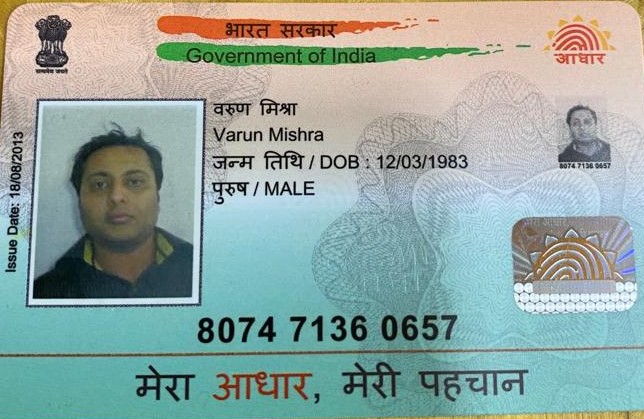 भारत सरकार
Government of India
सत्यमेव जयते
आधार
वरुण मिश्रा
Varun Mishra
जन्म तिथि / DOB : 12/03/1983
पुरुष / MALE
Issue Date: 18/08/2013
8074 7136 0657
8074 7136 0657
मेरा आधार, मेरी पहचान